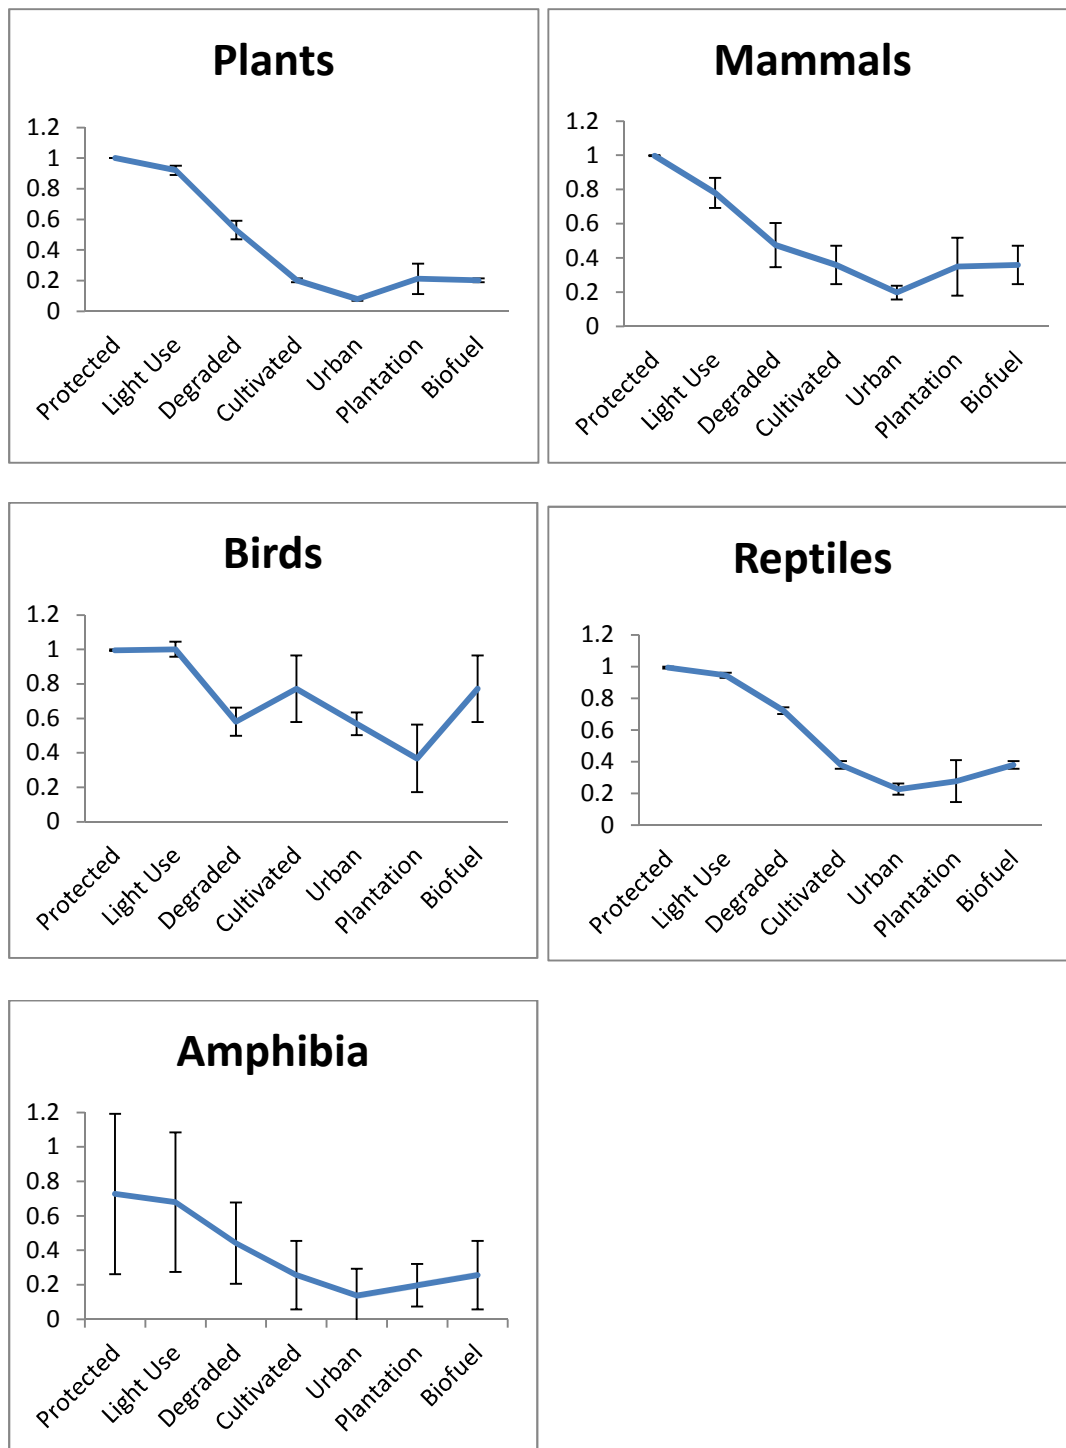 Plants
1.2
1
0.8
0.6
0.4
0.2
0
Protected
Light Use
Degraded
Cultivated
Urban
Plantation
Biofuel
Mammals
1.2
1
0.8
0.6
0.4
0.2
0
Protected
Light Use
Degraded
Cultivated
Urban
Plantation
Biofuel
Birds
1.2
1
0.8
0.6
0.4
0.2
0
Protected
Light Use
Degraded
Cultivated
Urban
Plantation
Biofuel
Reptiles
1.2
1
0.8
0.6
0.4
0.2
0
Protected
Light Use
Degraded
Cultivated
Urban
Plantation
Biofuel
Amphibia
1.2
1
0.8
0.6
0.4
0.2
0
Protected
Light Use
Degraded
Cultivated
Urban
Plantation
Biofuel